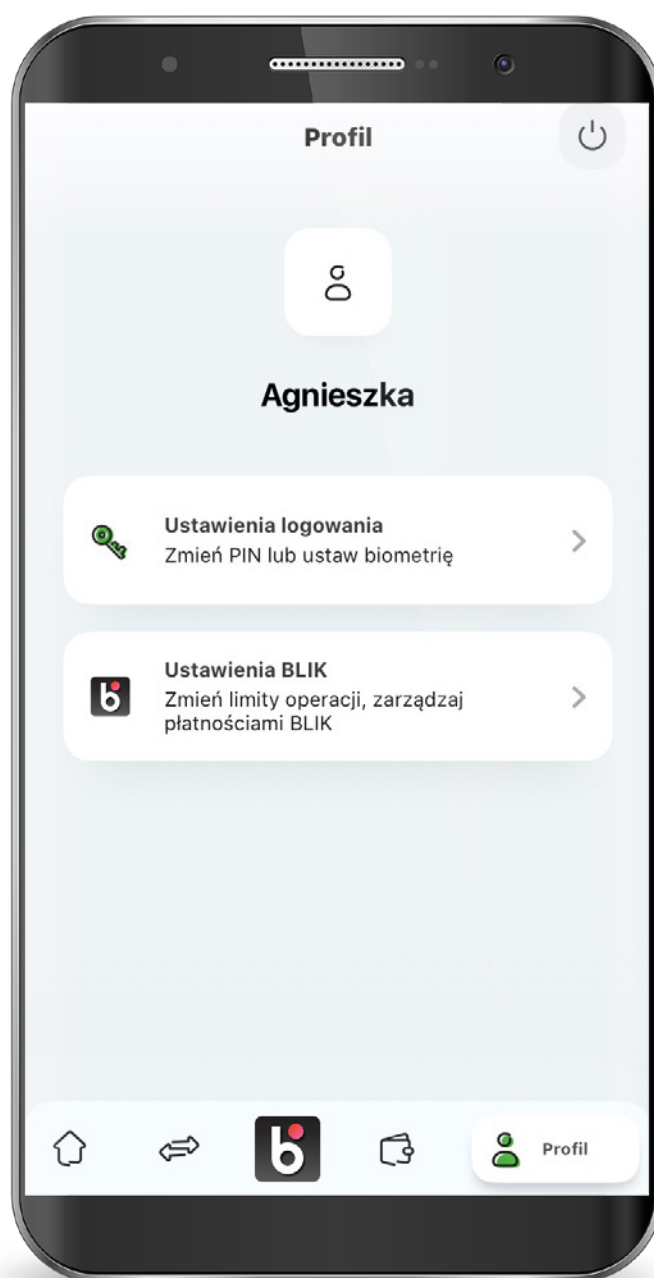 Profil
Agnieszka
Ustawienia logowania
Zmień PIN lub ustaw biometrię
Ustawienia BLIK
Zmień limity operacji, zarządzaj
płatnościami BLIK
Profil